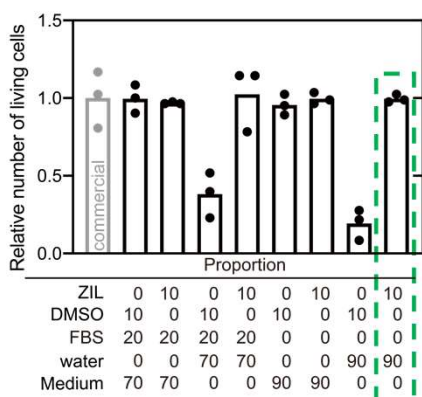 1.5
1.0
0.5
0.0
Relative number of living cells
commercial
Proportion
ZIL 0 10 0 10 0 10 0 10
DMSO 10 0 10 0 10 0 10 0
FBS 20 20 20 20 0 0 0 0
water 0 0 70 70 0 0 90 90
Medium 70 70 0 0 90 90 0 0